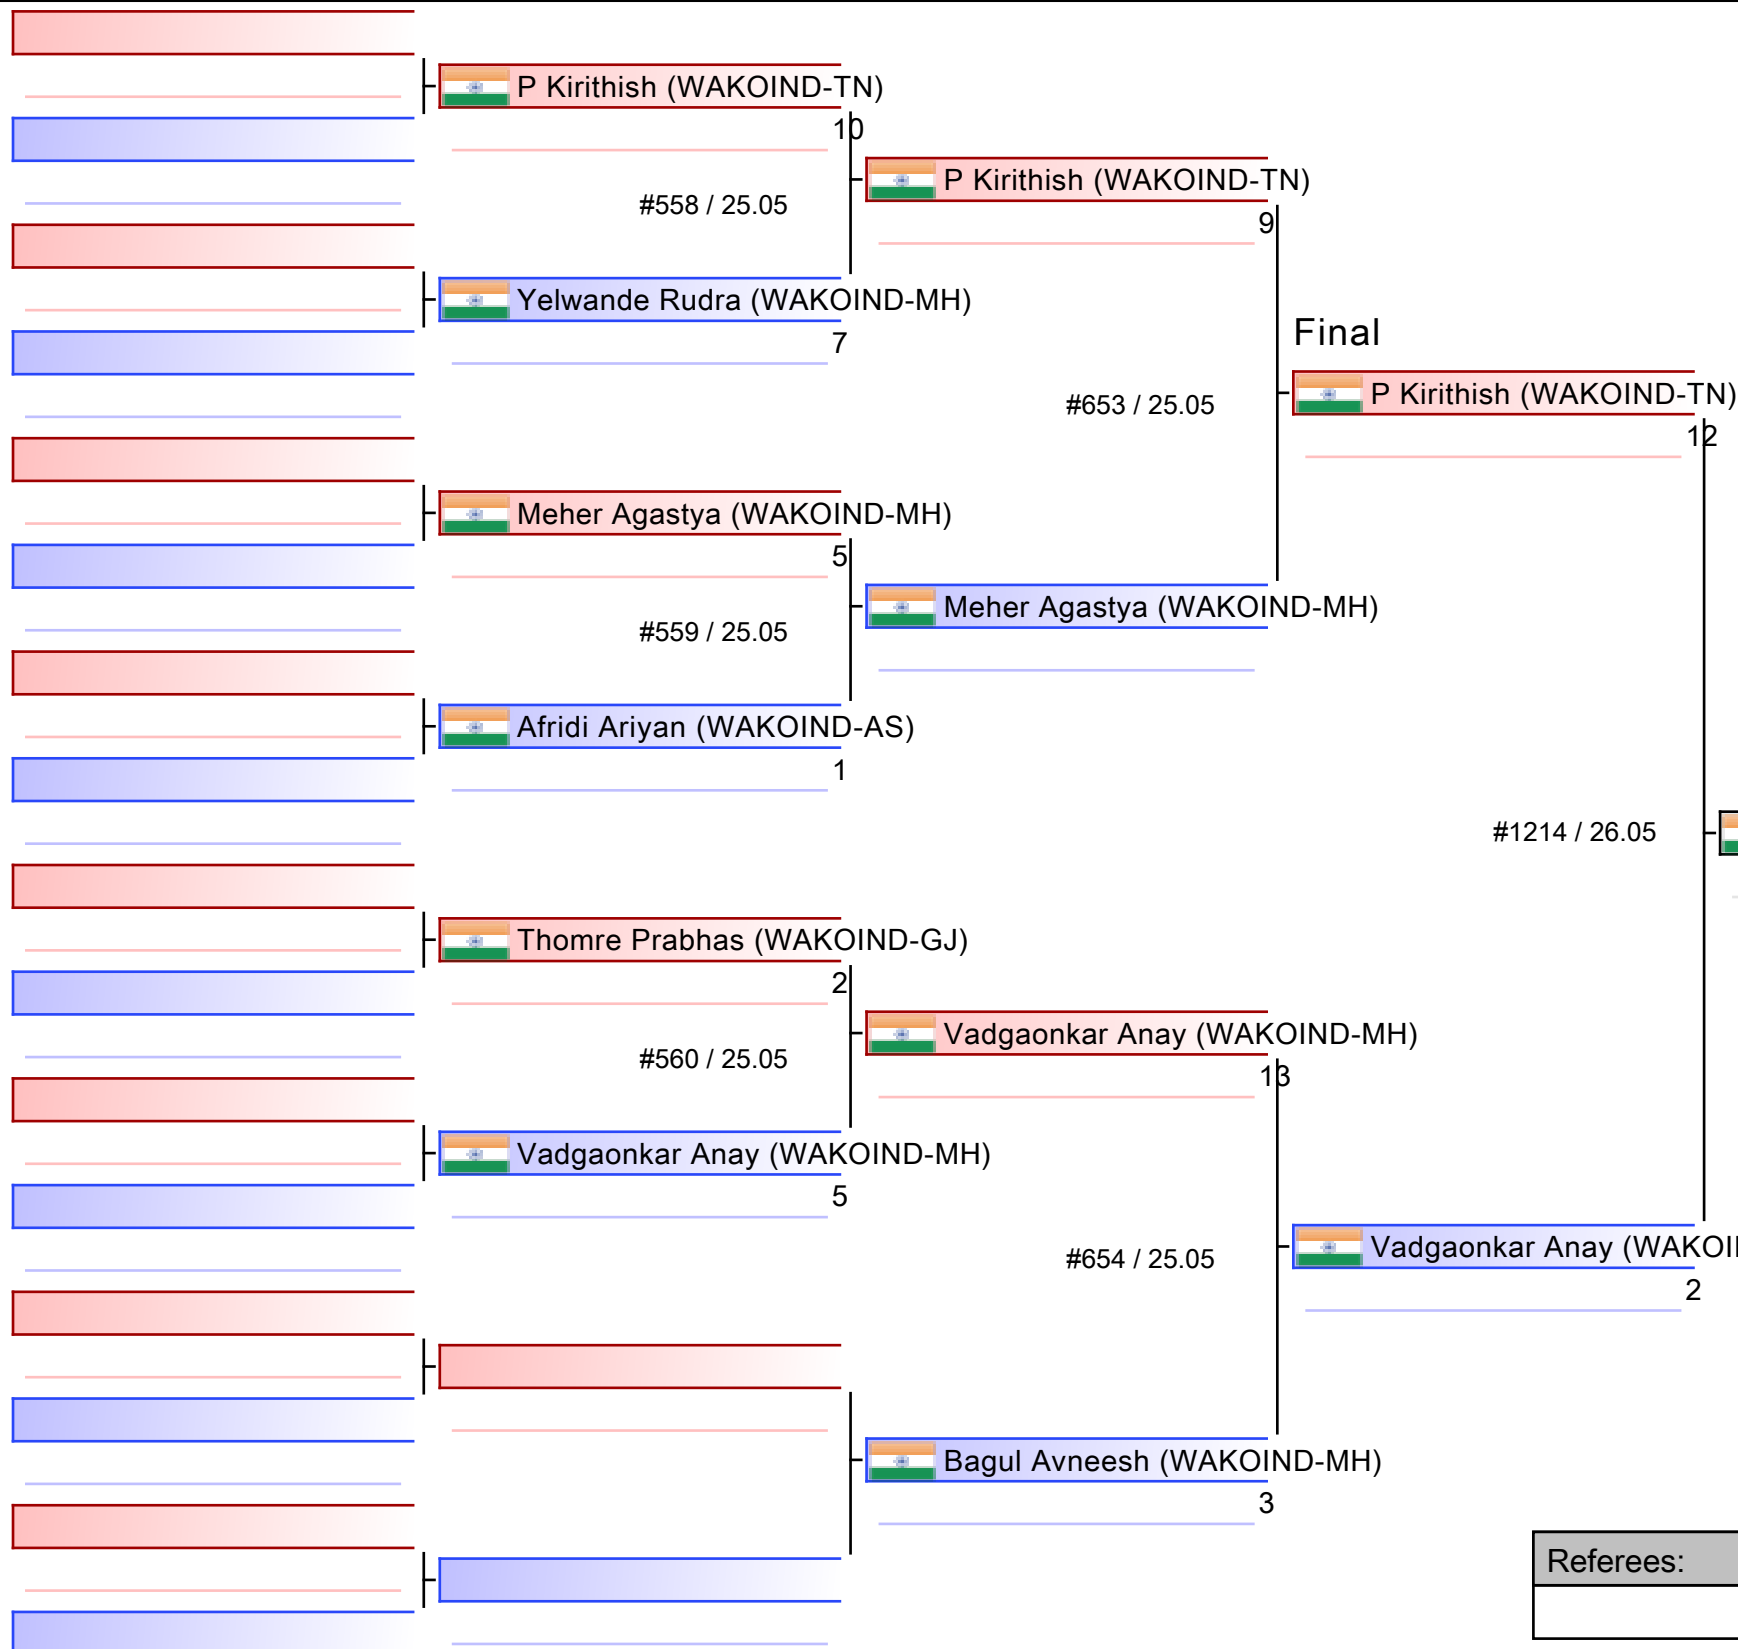 P Kirithish (WAKOIND-TN)
10
#558 / 25.05
Yelwande Rudra (WAKOIND-MH)
7
Meher Agastya (WAKOIND-MH)
5
#559 / 25.05
Afridi Ariyan (WAKOIND-AS)
1
Thomre Prabhas (WAKOIND-GJ)
2
#560 / 25.05
Vadgaonkar Anay (WAKOIND-MH)
5
P Kirithish (WAKOIND-TN)
9
#653 / 25.05
Meher Agastya (WAKOIND-MH)
Vadgaonkar Anay (WAKOIND-MH)
13
#654 / 25.05
Bagul Avneesh (WAKOIND-MH)
3
Final
P Kirithish (WAKOIND-TN)
12
#1214 / 26.05
Vadgaonkar Anay (WAKOI
2
Referees: